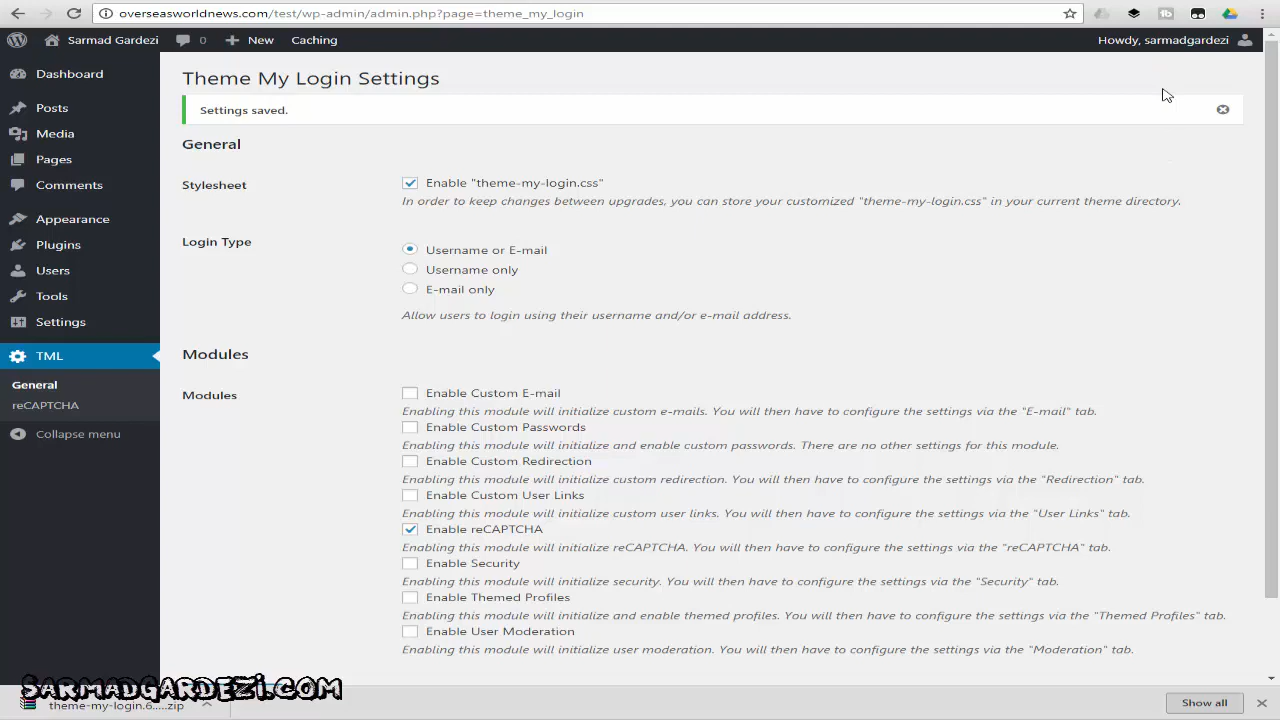 overseasworldnews.com/test/wp-admin/admin.php?page=theme_my_login
Sarmad Gardezi
0
New
Caching
Howdy, sarmadgardezi
Dashboard
Posts
Media
Pages
Comments
Appearance
Plugins
Users
Tools
Settings
TML
General
reCAPTCHA
Collapse menu
Theme My Login Settings
Settings saved.
General
Stylesheet
Enable "theme-my-login.css"
In order to keep changes between upgrades, you can store your customized "theme-my-login.css" in your current theme directory.
Login Type
Username or E-mail
Username only
E-mail only
Allow users to login using their username and/or e-mail address.
Modules
Modules
Enable Custom E-mail
Enabling this module will initialize custom e-mails. You will then have to configure the settings via the "E-mail" tab.
Enable Custom Passwords
Enabling this module will initialize and enable custom passwords. There are no other settings for this module.
Enable Custom Redirection
Enabling this module will initialize custom redirection. You will then have to configure the settings via the "Redirection" tab.
Enable Custom User Links
Enabling this module will initialize custom user links. You will then have to configure the settings via the "User Links" tab.
Enable reCAPTCHA
Enabling this module will initialize reCAPTCHA. You will then have to configure the settings via the "reCAPTCHA" tab.
Enable Security
Enabling this module will initialize security. You will then have to configure the settings via the "Security" tab.
Enable Themed Profiles
Enabling this module will initialize and enable themed profiles. You will then have to configure the settings via the "Themed Profiles" tab.
Enable User Moderation
Enabling this module will initialize user moderation. You will then have to configure the settings via the "Moderation" tab.
SARMADGARDEZI.COM
theme-my-login.6.....zip
Show all